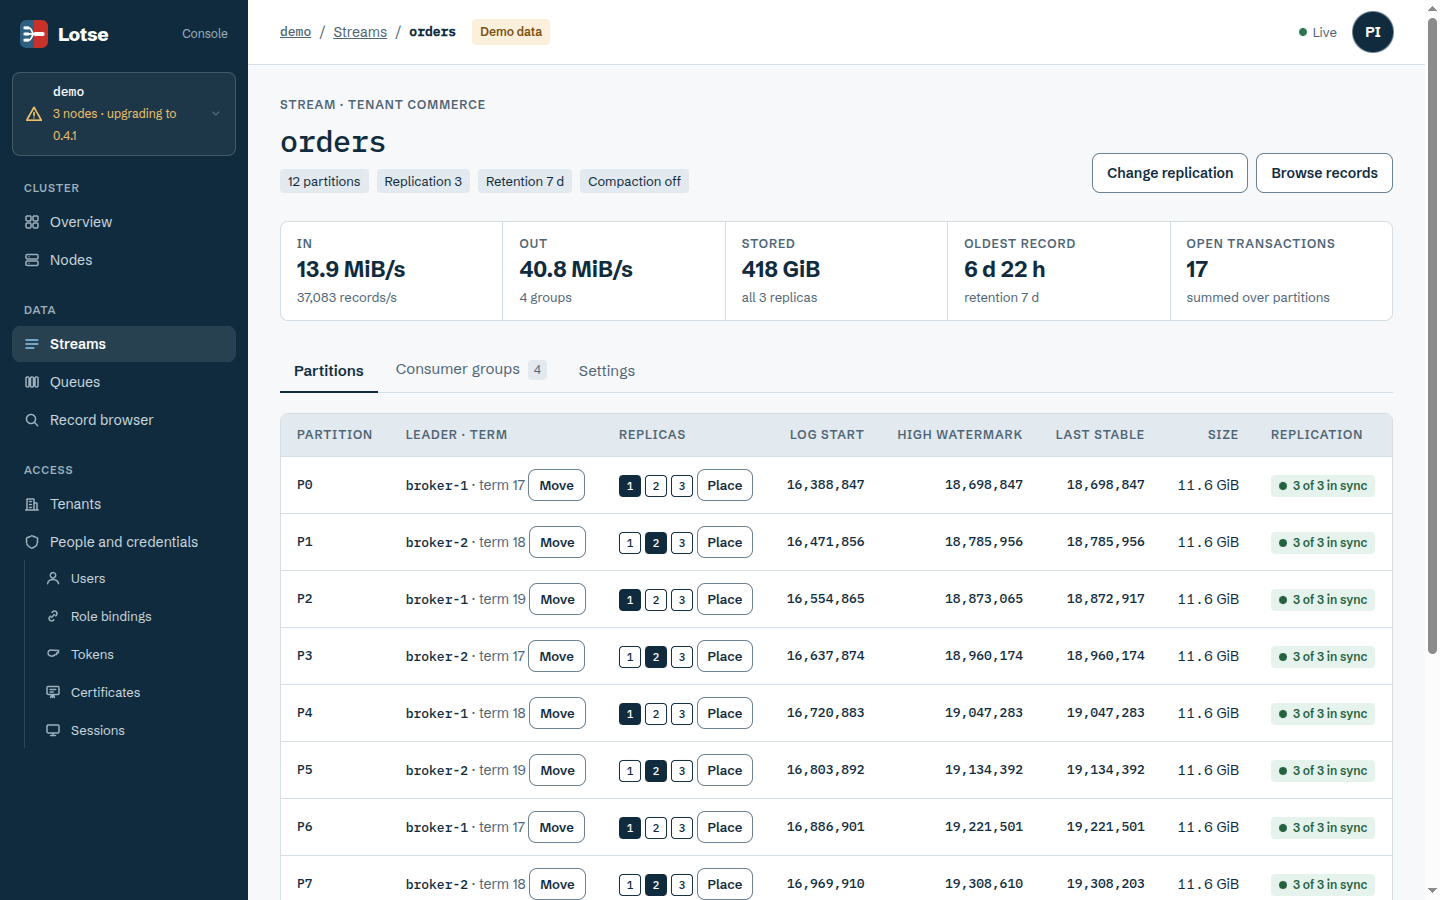 Lotse
Console
demo
3 nodes · upgrading to
0.4.1
CLUSTER
Overview
Nodes
DATA
Streams
Queues
Record browser
ACCESS
Tenants
People and credentials
Users
Role bindings
Tokens
Certificates
Sessions
demo / Streams / orders Demo data
Live PI
STREAM · TENANT COMMERCE
orders
12 partitions Replication 3 Retention 7 d Compaction off
Change replication Browse records
IN OUT STORED OLDEST RECORD OPEN TRANSACTIONS
13.9 MiB/s 40.8 MiB/s 418 GiB 6 d 22 h 17
37,083 records/s 4 groups all 3 replicas retention 7 d summed over partitions
Partitions Consumer groups 4 Settings
PARTITION LEADER · TERM REPLICAS LOG START HIGH WATERMARK LAST STABLE SIZE REPLICATION
P0 broker-1 · term 17 Move 1 2 3 Place 16,388,847 18,698,847 18,698,847 11.6 GiB 3 of 3 in sync
P1 broker-2 · term 18 Move 1 2 3 Place 16,471,856 18,785,956 18,785,956 11.6 GiB 3 of 3 in sync
P2 broker-1 · term 19 Move 1 2 3 Place 16,554,865 18,873,065 18,872,917 11.6 GiB 3 of 3 in sync
P3 broker-2 · term 17 Move 1 2 3 Place 16,637,874 18,960,174 18,960,174 11.6 GiB 3 of 3 in sync
P4 broker-1 · term 18 Move 1 2 3 Place 16,720,883 19,047,283 19,047,283 11.6 GiB 3 of 3 in sync
P5 broker-2 · term 19 Move 1 2 3 Place 16,803,892 19,134,392 19,134,392 11.6 GiB 3 of 3 in sync
P6 broker-1 · term 17 Move 1 2 3 Place 16,886,901 19,221,501 19,221,501 11.6 GiB 3 of 3 in sync
P7 broker-2 · term 18 Move 1 2 3 Place 16,969,910 19,308,610 19,308,203 11.6 GiB 3 of 3 in sync